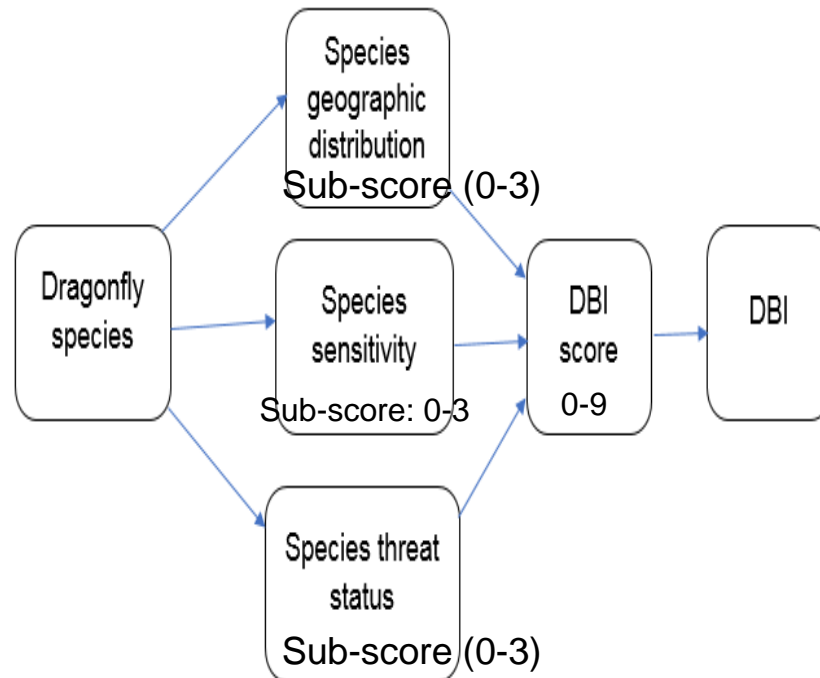 Species
geographic
distribution
Sub-score (0-3)
Dragonfly
species
Species
sensitivity
Sub-score: 0-3
DBI
score
0-9
DBI
Species threat
status
Sub-score (0-3)